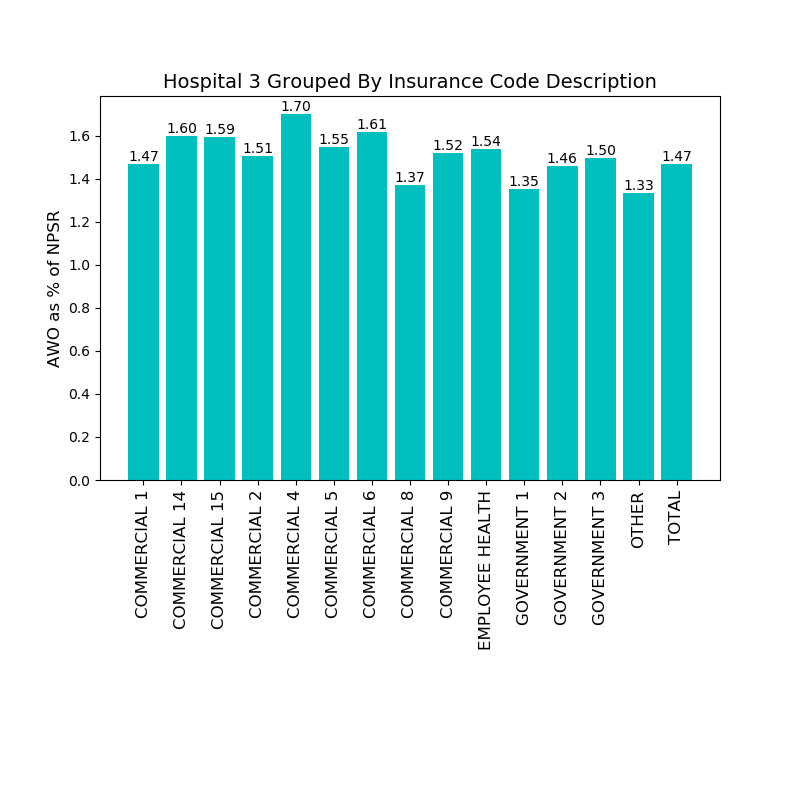 Hospital 3 Grouped By Insurance Code Description
AWO as % of NPSR
1.6
1.4
1.2
1.0
0.8
0.6
0.4
0.2
0.0
1.47
1.60
1.59
1.51
1.70
1.55
1.61
1.37
1.52
1.54
1.35
1.46
1.50
1.33
1.47
COMMERCIAL 1
COMMERCIAL 14
COMMERCIAL 15
COMMERCIAL 2
COMMERCIAL 4
COMMERCIAL 5
COMMERCIAL 6
COMMERCIAL 8
COMMERCIAL 9
EMPLOYEE HEALTH
GOVERNMENT 1
GOVERNMENT 2
GOVERNMENT 3
OTHER
TOTAL